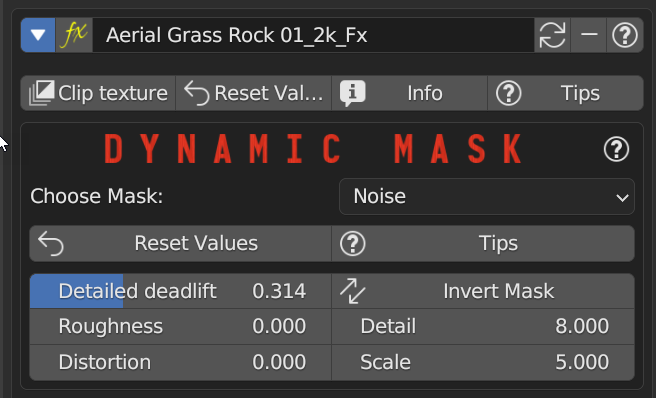 fx Aerial Grass Rock 01_2k_Fx
Clip texture Reset Val... Info Tips
DYNAMIC MASK
Choose Mask: Noise
Reset Values Tips
Detailed deadlift 0.314 Invert Mask
Roughness 0.000 Detail 8.000
Distortion 0.000 Scale 5.000